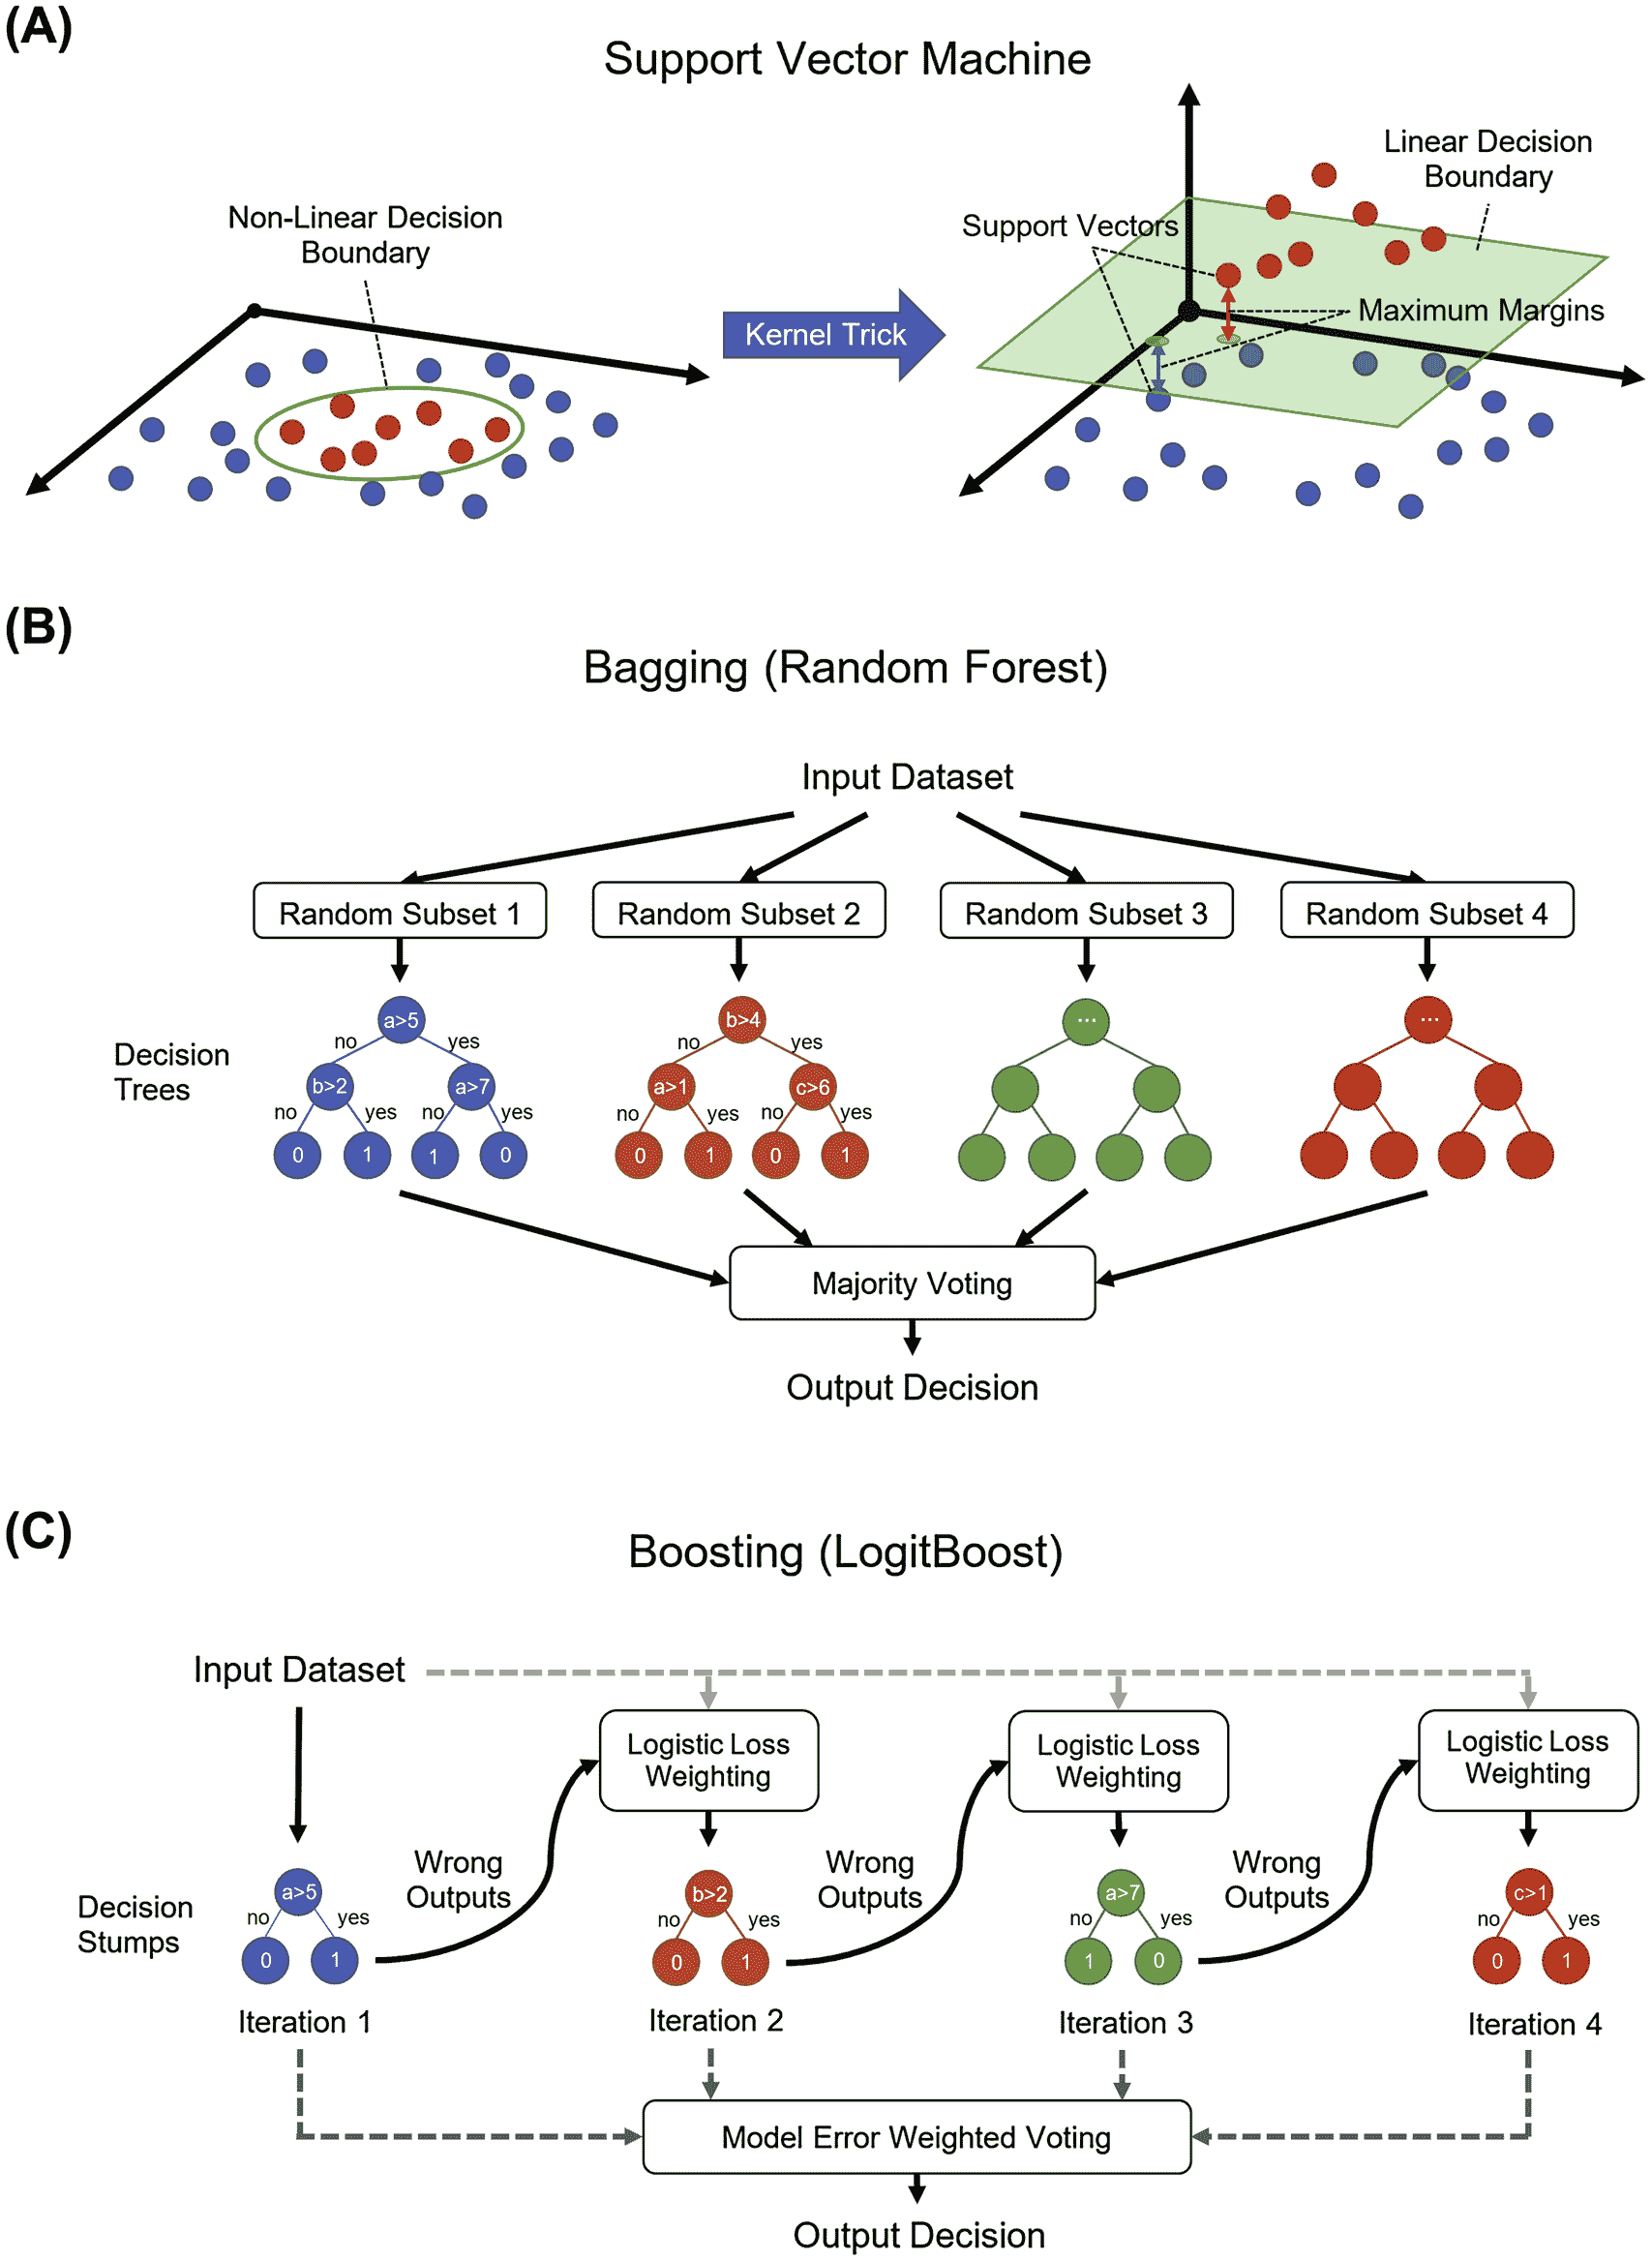 (A)
Support Vector Machine
Non-Linear Decision
Boundary
Kernel Trick
Linear Decision
Boundary
Support Vectors
Maximum Margins
(B)
Bagging (Random Forest)
Input Dataset
Random Subset 1
Random Subset 2
Random Subset 3
Random Subset 4
Decision
Trees
a>5
no
yes
b>2
a>7
no
yes
no
yes
0
1
1
0
b>4
no
yes
a>1
c>6
no
yes
no
yes
0
1
0
1
...
...
Majority Voting
Output Decision
(C)
Boosting (LogitBoost)
Input Dataset
Logistic Loss
Weighting
Logistic Loss
Weighting
Logistic Loss
Weighting
Wrong
Outputs
Wrong
Outputs
Wrong
Outputs
Decision
Stumps
a>5
no
yes
0
1
Iteration 1
b>2
no
yes
0
1
Iteration 2
a>7
no
yes
1
0
Iteration 3
c>1
no
yes
0
1
Iteration 4
Model Error Weighted Voting
Output Decision